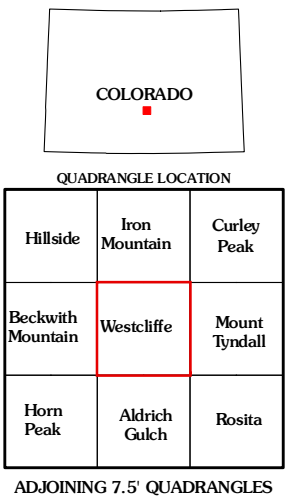 COLORADO
QUADRANGLE LOCATION
Hillside
Iron
Mountain
Curley
Peak
Beckwith
Mountain
Westcliffe
Mount
Tyndall
Horn
Peak
Aldrich
Gulch
Rosita
ADJOINING 7.5' QUADRANGLES